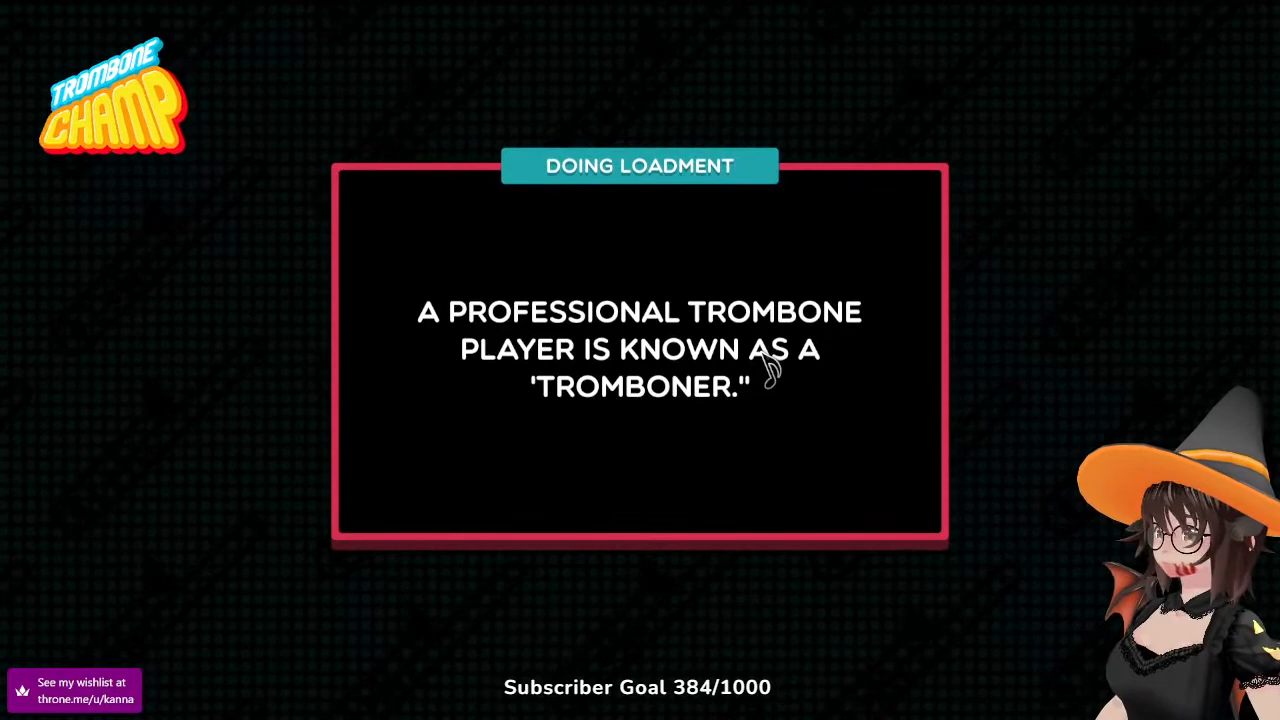 TROMBONE
CHAMP
DOING LOADMENT
A PROFESSIONAL TROMBONE
PLAYER IS KNOWN AS A
'TROMBONER."
See my wishlist at
throne.me/u/kanna
Subscriber Goal 384/1000